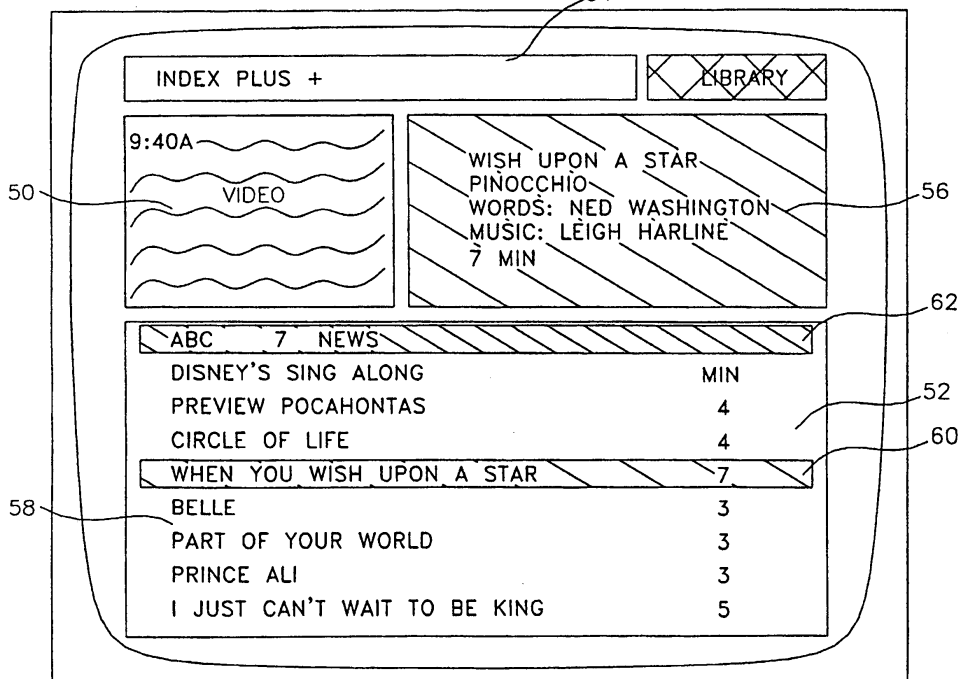 INDEX PLUS +
LIBRARY
9:40A
VIDEO
WISH UPON A STAR
PINOCCHIO
WORDS: NED WASHINGTON
MUSIC: LEIGH HARLINE
7 MIN
50
56
62
ABC 7 NEWS
DISNEY'S SING ALONG MIN
PREVIEW POCAHONTAS 4
52
CIRCLE OF LIFE 4
60
WHEN YOU WISH UPON A STAR 7
58
BELLE 3
PART OF YOUR WORLD 3
PRINCE ALI 3
I JUST CAN'T WAIT TO BE KING 5